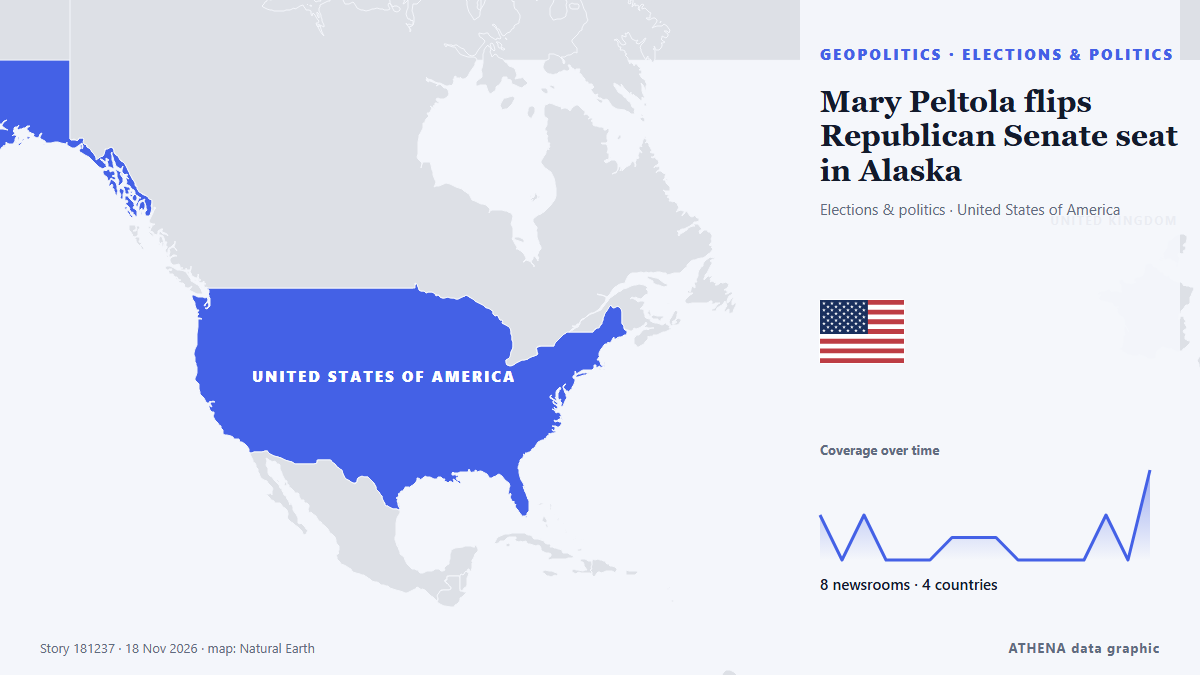 GEOPOLITICS · ELECTIONS & POLITICS
Mary Peltola flips
Republican Senate seat
in Alaska
Elections & politics · United States of America
UNITED KINGDOM
UNITED STATES OF AMERICA
Coverage over time
8 newsrooms · 4 countries
Story 181237 · 18 Nov 2026 · map: Natural Earth
ATHENA data graphic